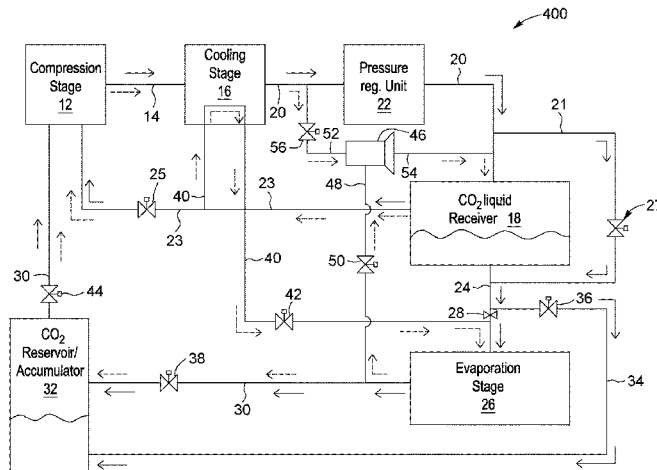 400
Compression
Stage
12
Cooling
Stage
16
Pressure
reg. Unit
22
14
20
20
21
56
52
46
54
48
25
40
23
23
CO2 liquid
Receiver 18
27
30
44
40
50
24
28
36
42
CO2
Reservoir/
Accumulator
32
38
30
Evaporation
Stage
26
34